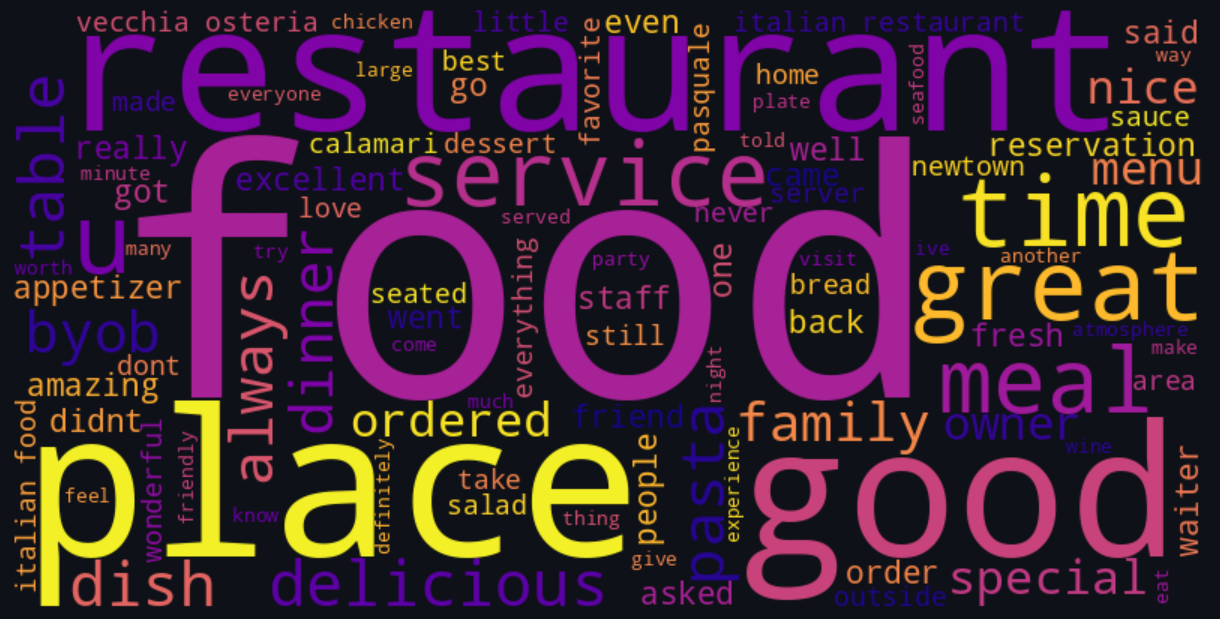 vecchia osteria
chicken
little
favorite
even
italian restaurant
said
way
restaurant
large
best
go
pasquale
home
plate
seafood
nice
made
everyone
sauce
table
really
minute
got
calamari
dessert
told
well
reservation
newtown
menu
excellent
service
came
server
time
love
served
never
u
many
try
food
worth
appetizer
always
dinner
everything
one
party
visit
ive
another
great
seated
went
come
staff
still
bread
back
byob
fresh
atmosphere
make
dont
amazing
didnt
night
meal
area
much
ordered
friend
pasta
family
owner
wine
italian food
place
feel
wonderful
friendly
know
definitely
take
salad
thing
people
experience
good
waiter
give
dish
delicious
asked
order
outside
special
eat